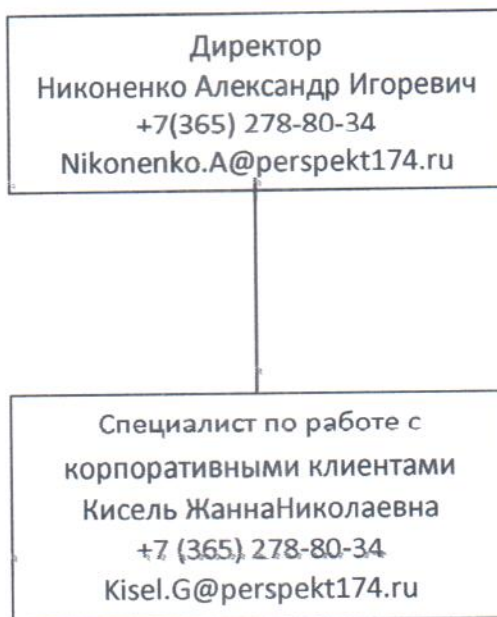 Директор
Никоненко Александр Игоревич
+7(365) 278-80-34
Nikonenko.A@perspekt174.ru
Специалист по работе с
корпоративными клиентами
Кисель ЖаннаНиколаевна
+7 (365) 278-80-34
Kisel.G@perspekt174.ru